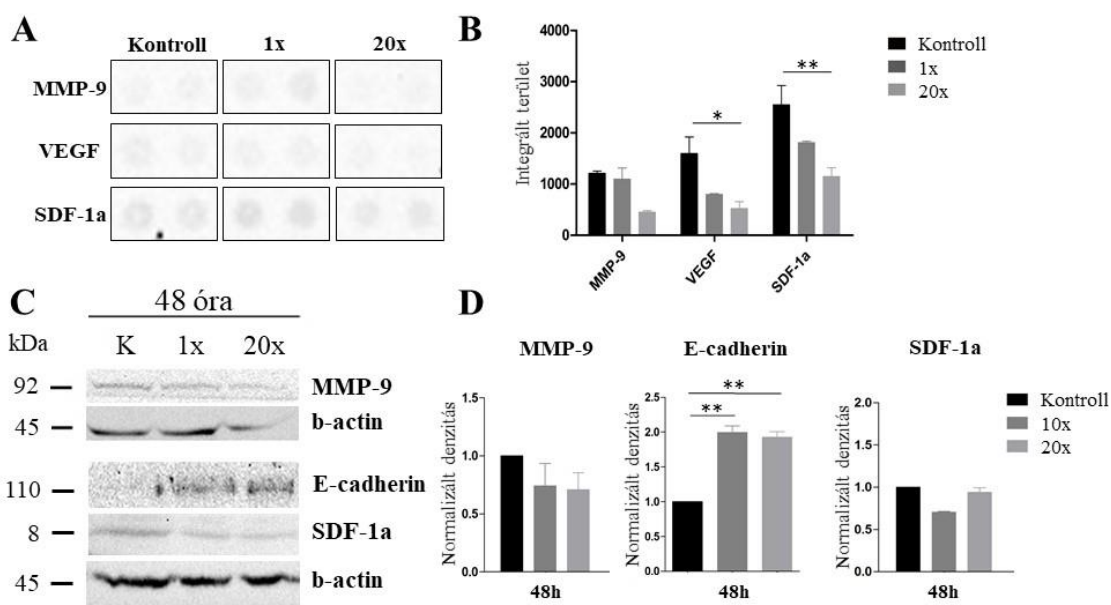 A
Kontroll 1x 20x
MMP-9
VEGF
SDF-1a
B
Integrált terület
4000
3000
2000
1000
0
* **
MMP-9 VEGF SDF-1a
Kontroll
1x
20x
C
48 óra
kDa K 1x 20x
92 MMP-9
45 b-actin
110 E-cadherin
8 SDF-1a
45 b-actin
D
MMP-9
Normalizált denzitás
1.5
1.0
0.5
0.0
48h
E-cadherin
Normalizált denzitás
2.5
2.0
1.5
1.0
0.5
0.0
**
**
48h
SDF-1a
Normalizált denzitás
1.5
1.0
0.5
0.0
48h
Kontroll
10x
20x